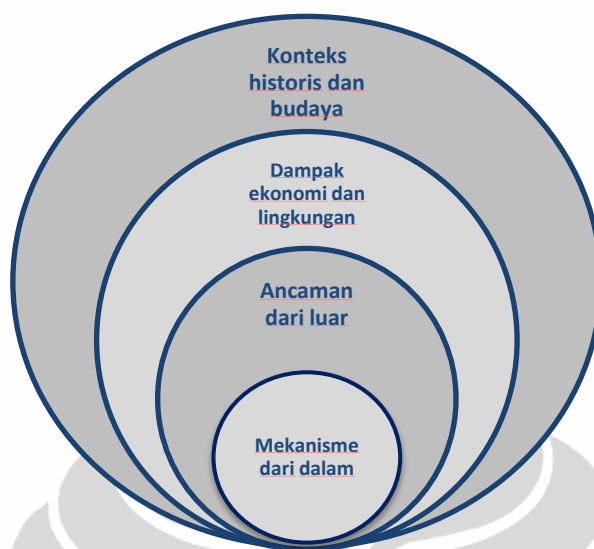 Konteks
historis dan
budaya
Dampak
ekonomi dan
lingkungan
Ancaman
dari luar
Mekanisme
dari dalam